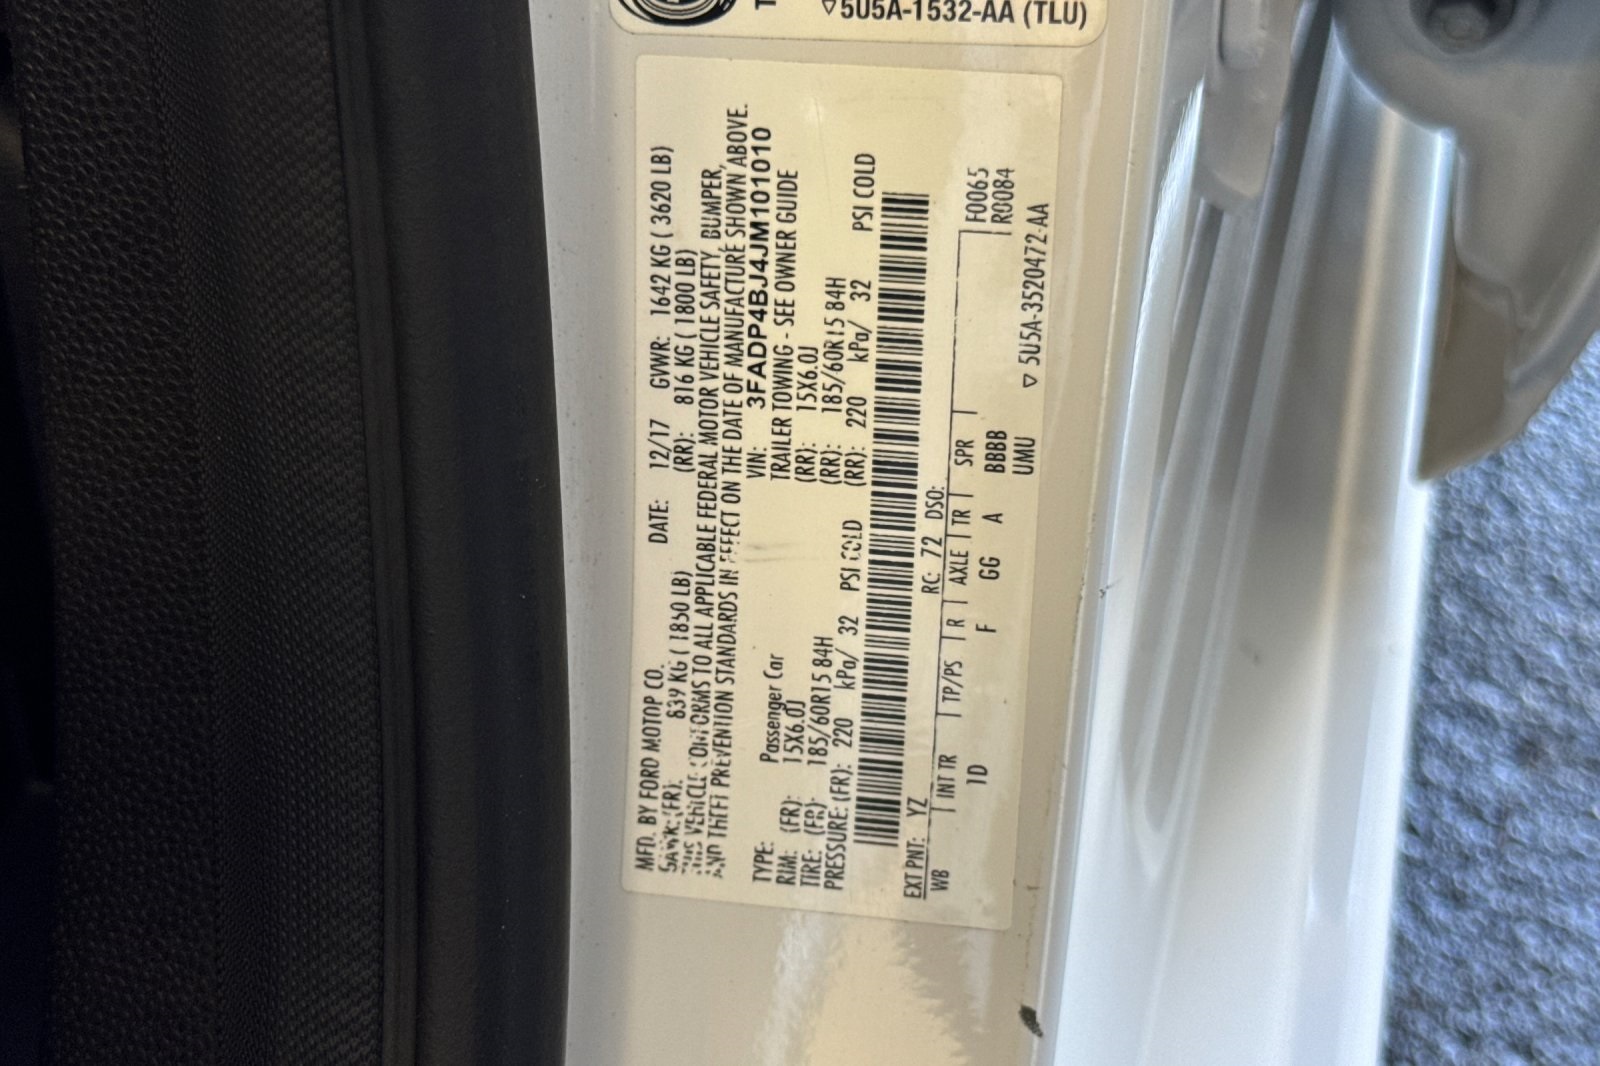 5U5A-1532-AA (TLU)
MFD. BY FORD MOTOR CO.
DATE: 12/17 GVWR: 1642 KG ( 3620 LB)
GAWR: (FR): 839 KG ( 1850 LB) (RR): 816 KG ( 1800 LB)
THIS VEHICLE CONFORMS TO ALL APPLICABLE FEDERAL MOTOR VEHICLE SAFETY, BUMPER,
AND THEFT PREVENTION STANDARDS IN EFFECT ON THE DATE OF MANUFACTURE SHOWN ABOVE.
VIN: 3FADP4BJ4JM101010
TYPE: Passenger Car TRAILER TOWING - SEE OWNER GUIDE
RIM: (FR): 15X6.0J (RR): 15X6.0J
TIRE: (FR): 185/60R15 84H (RR): 185/60R15 84H
PRESSURE: (FR): 220 kPa/ 32 PSI COLD (RR): 220 kPa/ 32 PSI COLD
EXT PNT: YZ RC: 72 DSO:
WB | INT TR | TP/PS | R | AXLE | TR | SPR | F0065
1D F GG A BBBB R0084
UMU ▽ 5U5A-3520472-AA